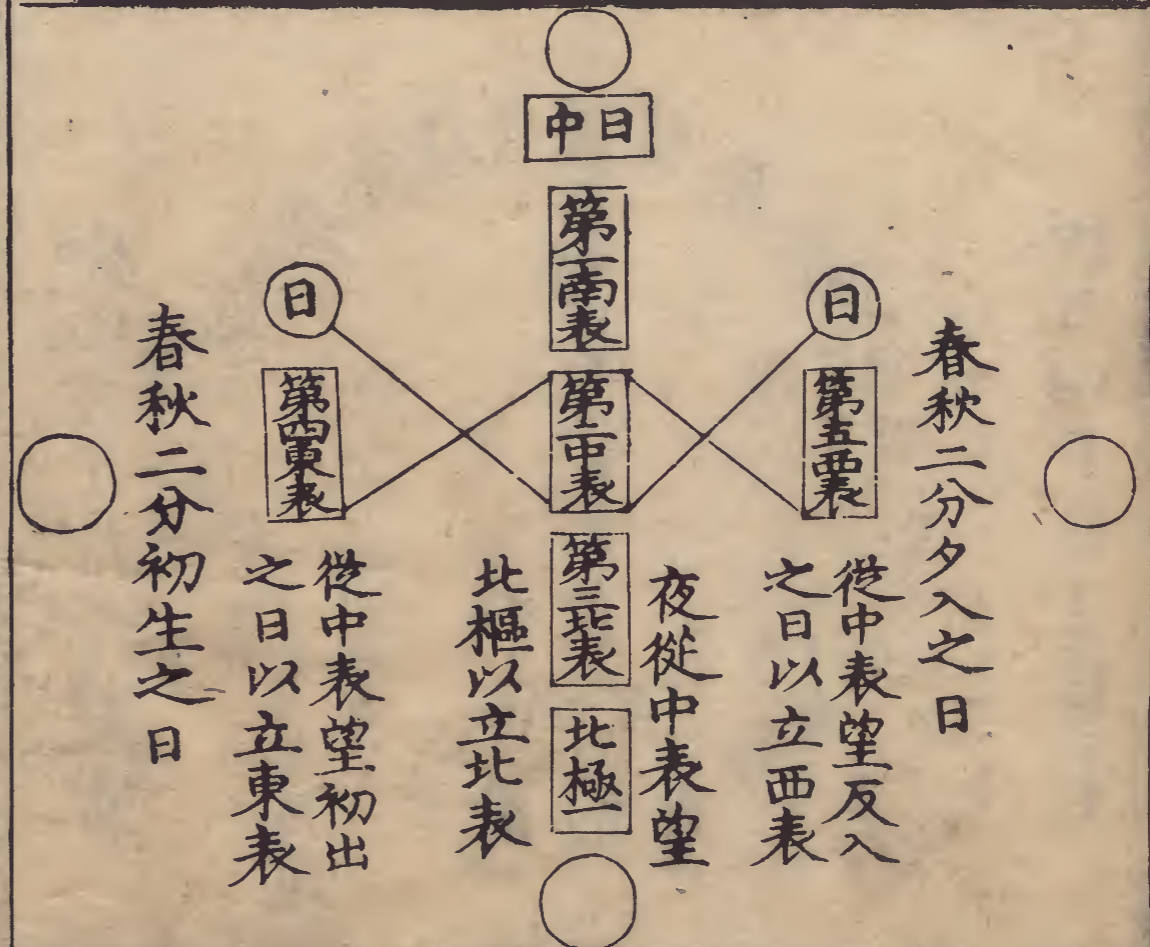 日中
第一南表
第二中表
第三北表
北極
春秋二分夕入之日
日
第五西表
從中表望反入
之日以立西表
夜從中表望
北樞以立北表
日
第四東表
從中表望初出
之日以立東表
春秋二分初生之日